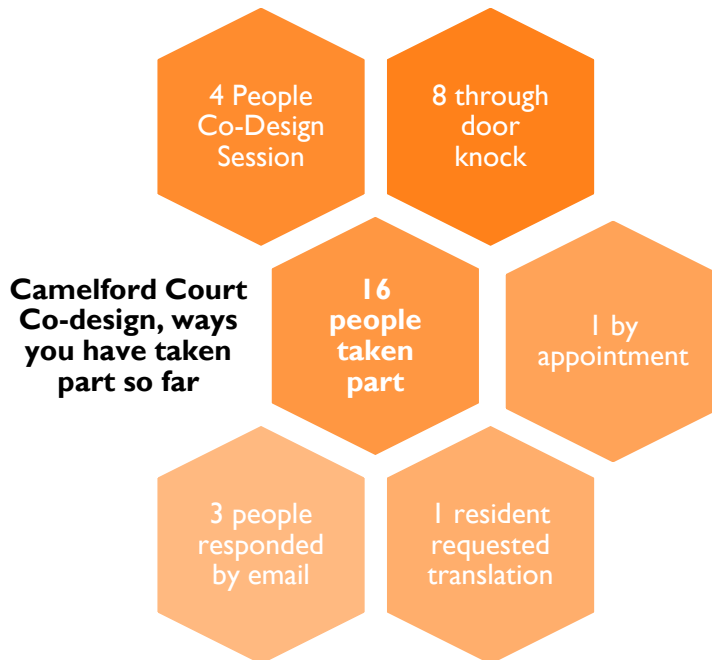 4 People
Co-Design
Session
8 through
door
knock
Camelford Court
Co-design, ways
you have taken
part so far
16
people
taken
part
1 by
appointment
3 people
responded
by email
1 resident
requested
translation